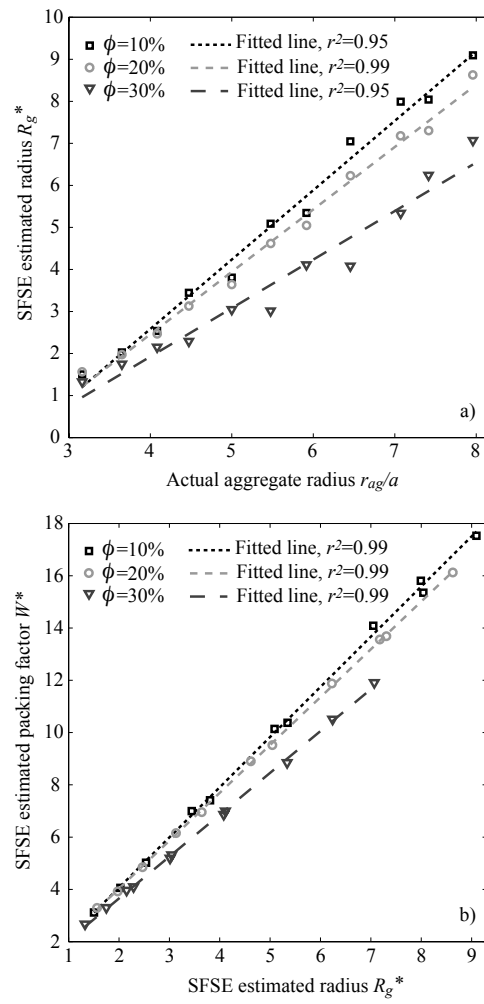 10
9
8
7
6
5
4
3
2
1
0
ϕ=10% Fitted line, r²=0.95
ϕ=20% Fitted line, r²=0.99
ϕ=30% Fitted line, r²=0.95
SFSE estimated radius R_g*
a)
3 4 5 6 7 8
Actual aggregate radius r_ag/a
18
16
14
12
10
8
6
4
2
ϕ=10% Fitted line, r²=0.99
ϕ=20% Fitted line, r²=0.99
ϕ=30% Fitted line, r²=0.99
SFSE estimated packing factor W*
b)
1 2 3 4 5 6 7 8 9
SFSE estimated radius R_g*